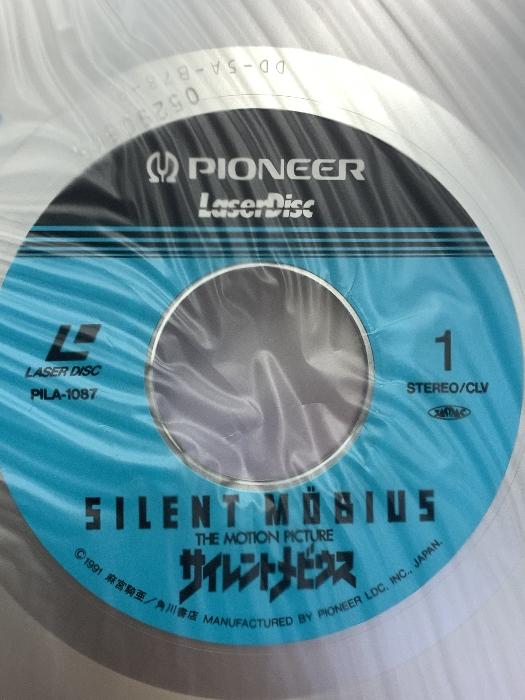 PIONEER
LaserDisc
LASER DISC
PILA-1087
1
STEREO/CLV
SILENT MÖBIUS
THE MOTION PICTURE
サイレントメビウス
©1991 麻宮騎亜/角川書店 MANUFACTURED BY PIONEER LDC, INC., JAPAN.